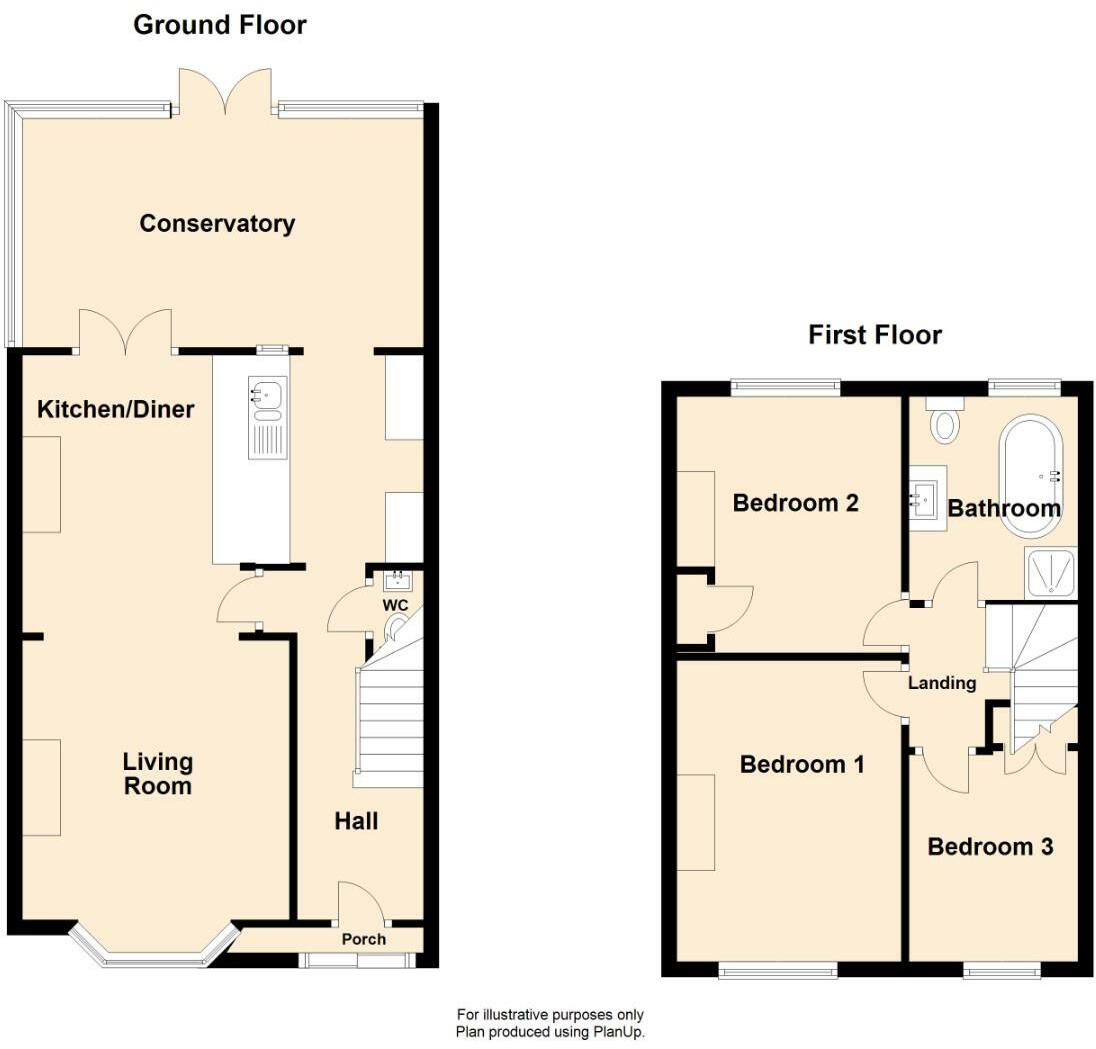 Ground Floor
Conservatory
Kitchen/Diner
WC
Living
Room
Hall
Porch
First Floor
Bedroom 2
Bathroom
Landing
Bedroom 1
Bedroom 3
For illustrative purposes only
Plan produced using PlanUp.